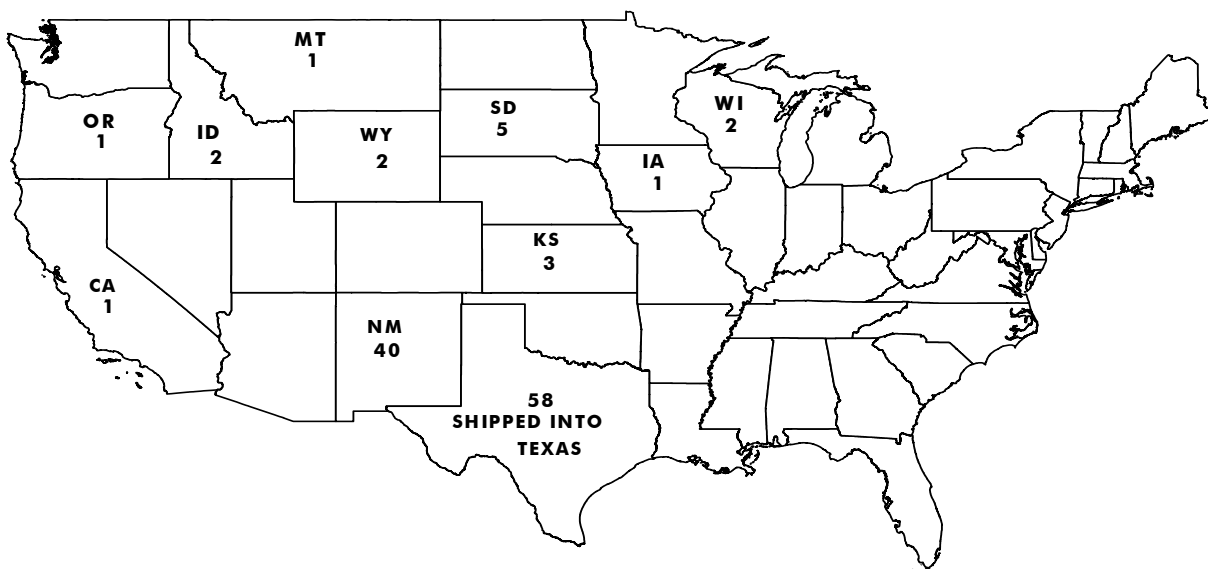 MT
1
OR
1
ID
2
WY
2
SD
5
WI
2
IA
1
KS
3
CA
1
NM
40
58
SHIPPED INTO
TEXAS